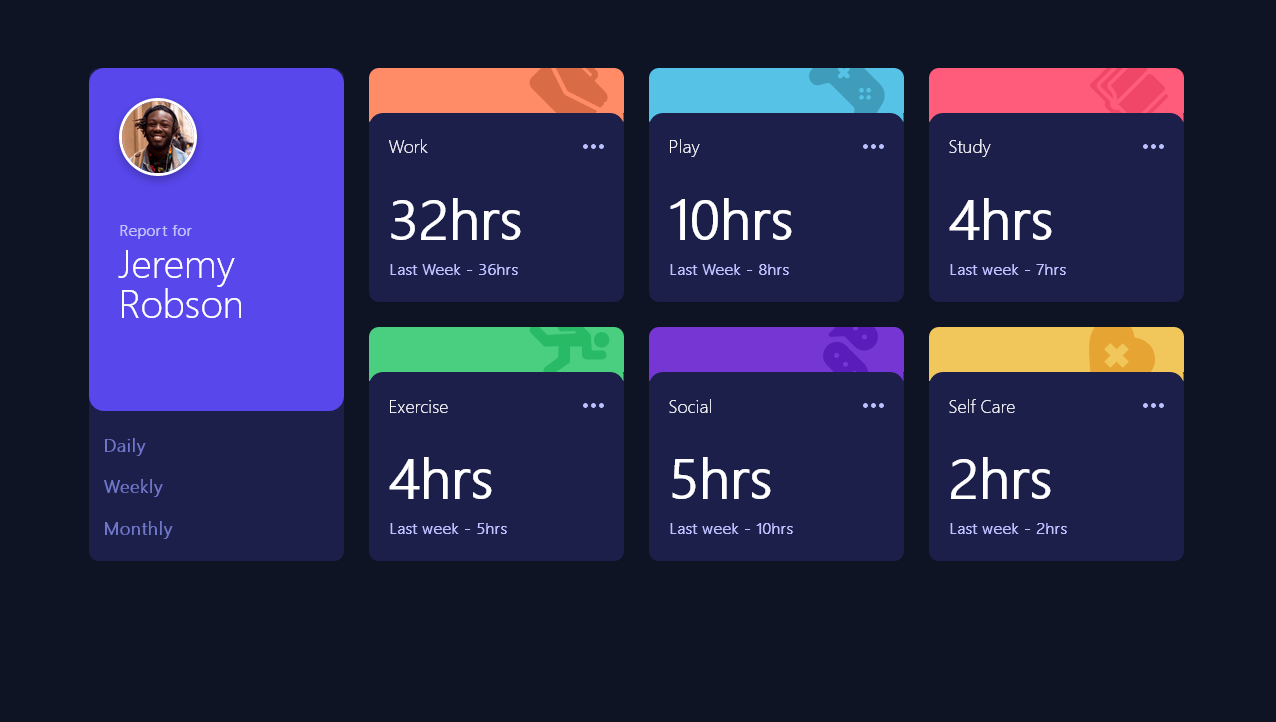 Report for
Jeremy
Robson
Daily
Weekly
Monthly
Work
32hrs
Last Week - 36hrs
Play
10hrs
Last Week - 8hrs
Study
4hrs
Last week - 7hrs
Exercise
4hrs
Last week - 5hrs
Social
5hrs
Last week - 10hrs
Self Care
2hrs
Last week - 2hrs